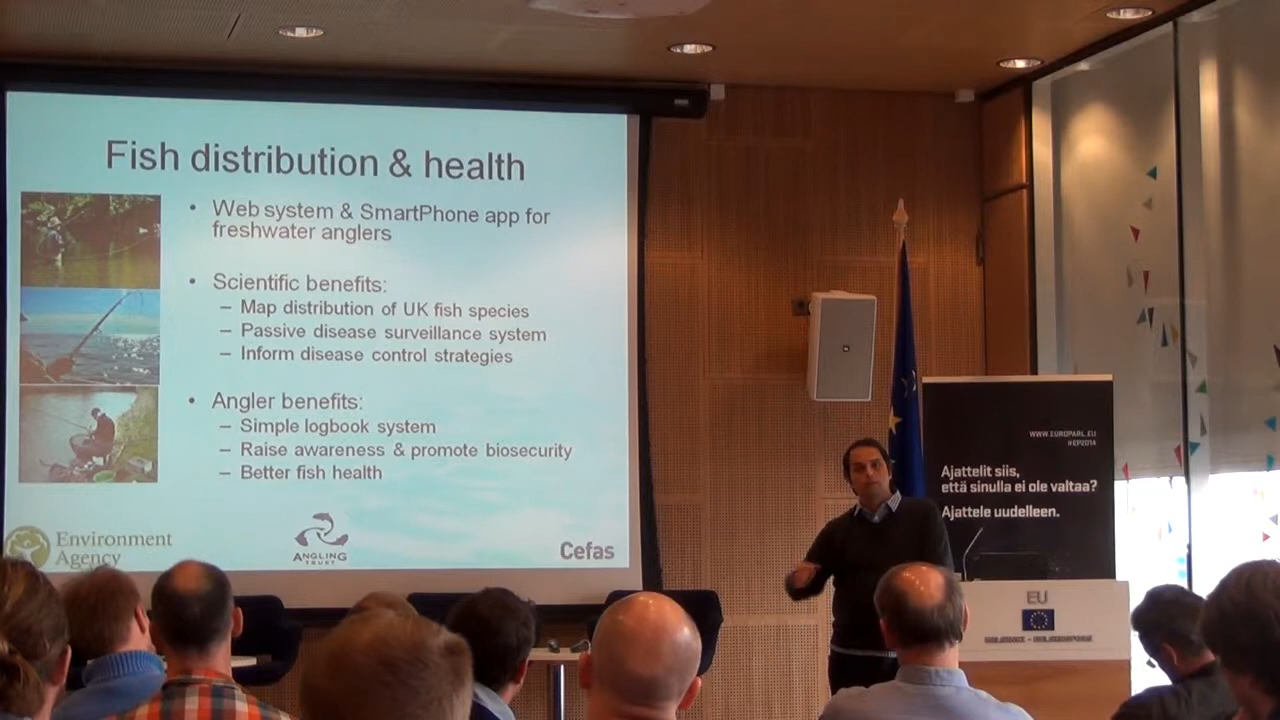 Fish distribution & health
• Web system & SmartPhone app for
freshwater anglers
• Scientific benefits:
– Map distribution of UK fish species
– Passive disease surveillance system
– Inform disease control strategies
• Angler benefits:
– Simple logbook system
– Raise awareness & promote biosecurity
– Better fish health
Environment
Agency
ANGLING
TRUST
Cefas
WWW.EUROPARL.EU
#EP2014
Ajattelit siis,
että sinulla ei ole valtaa?
Ajattele uudelleen.
EU